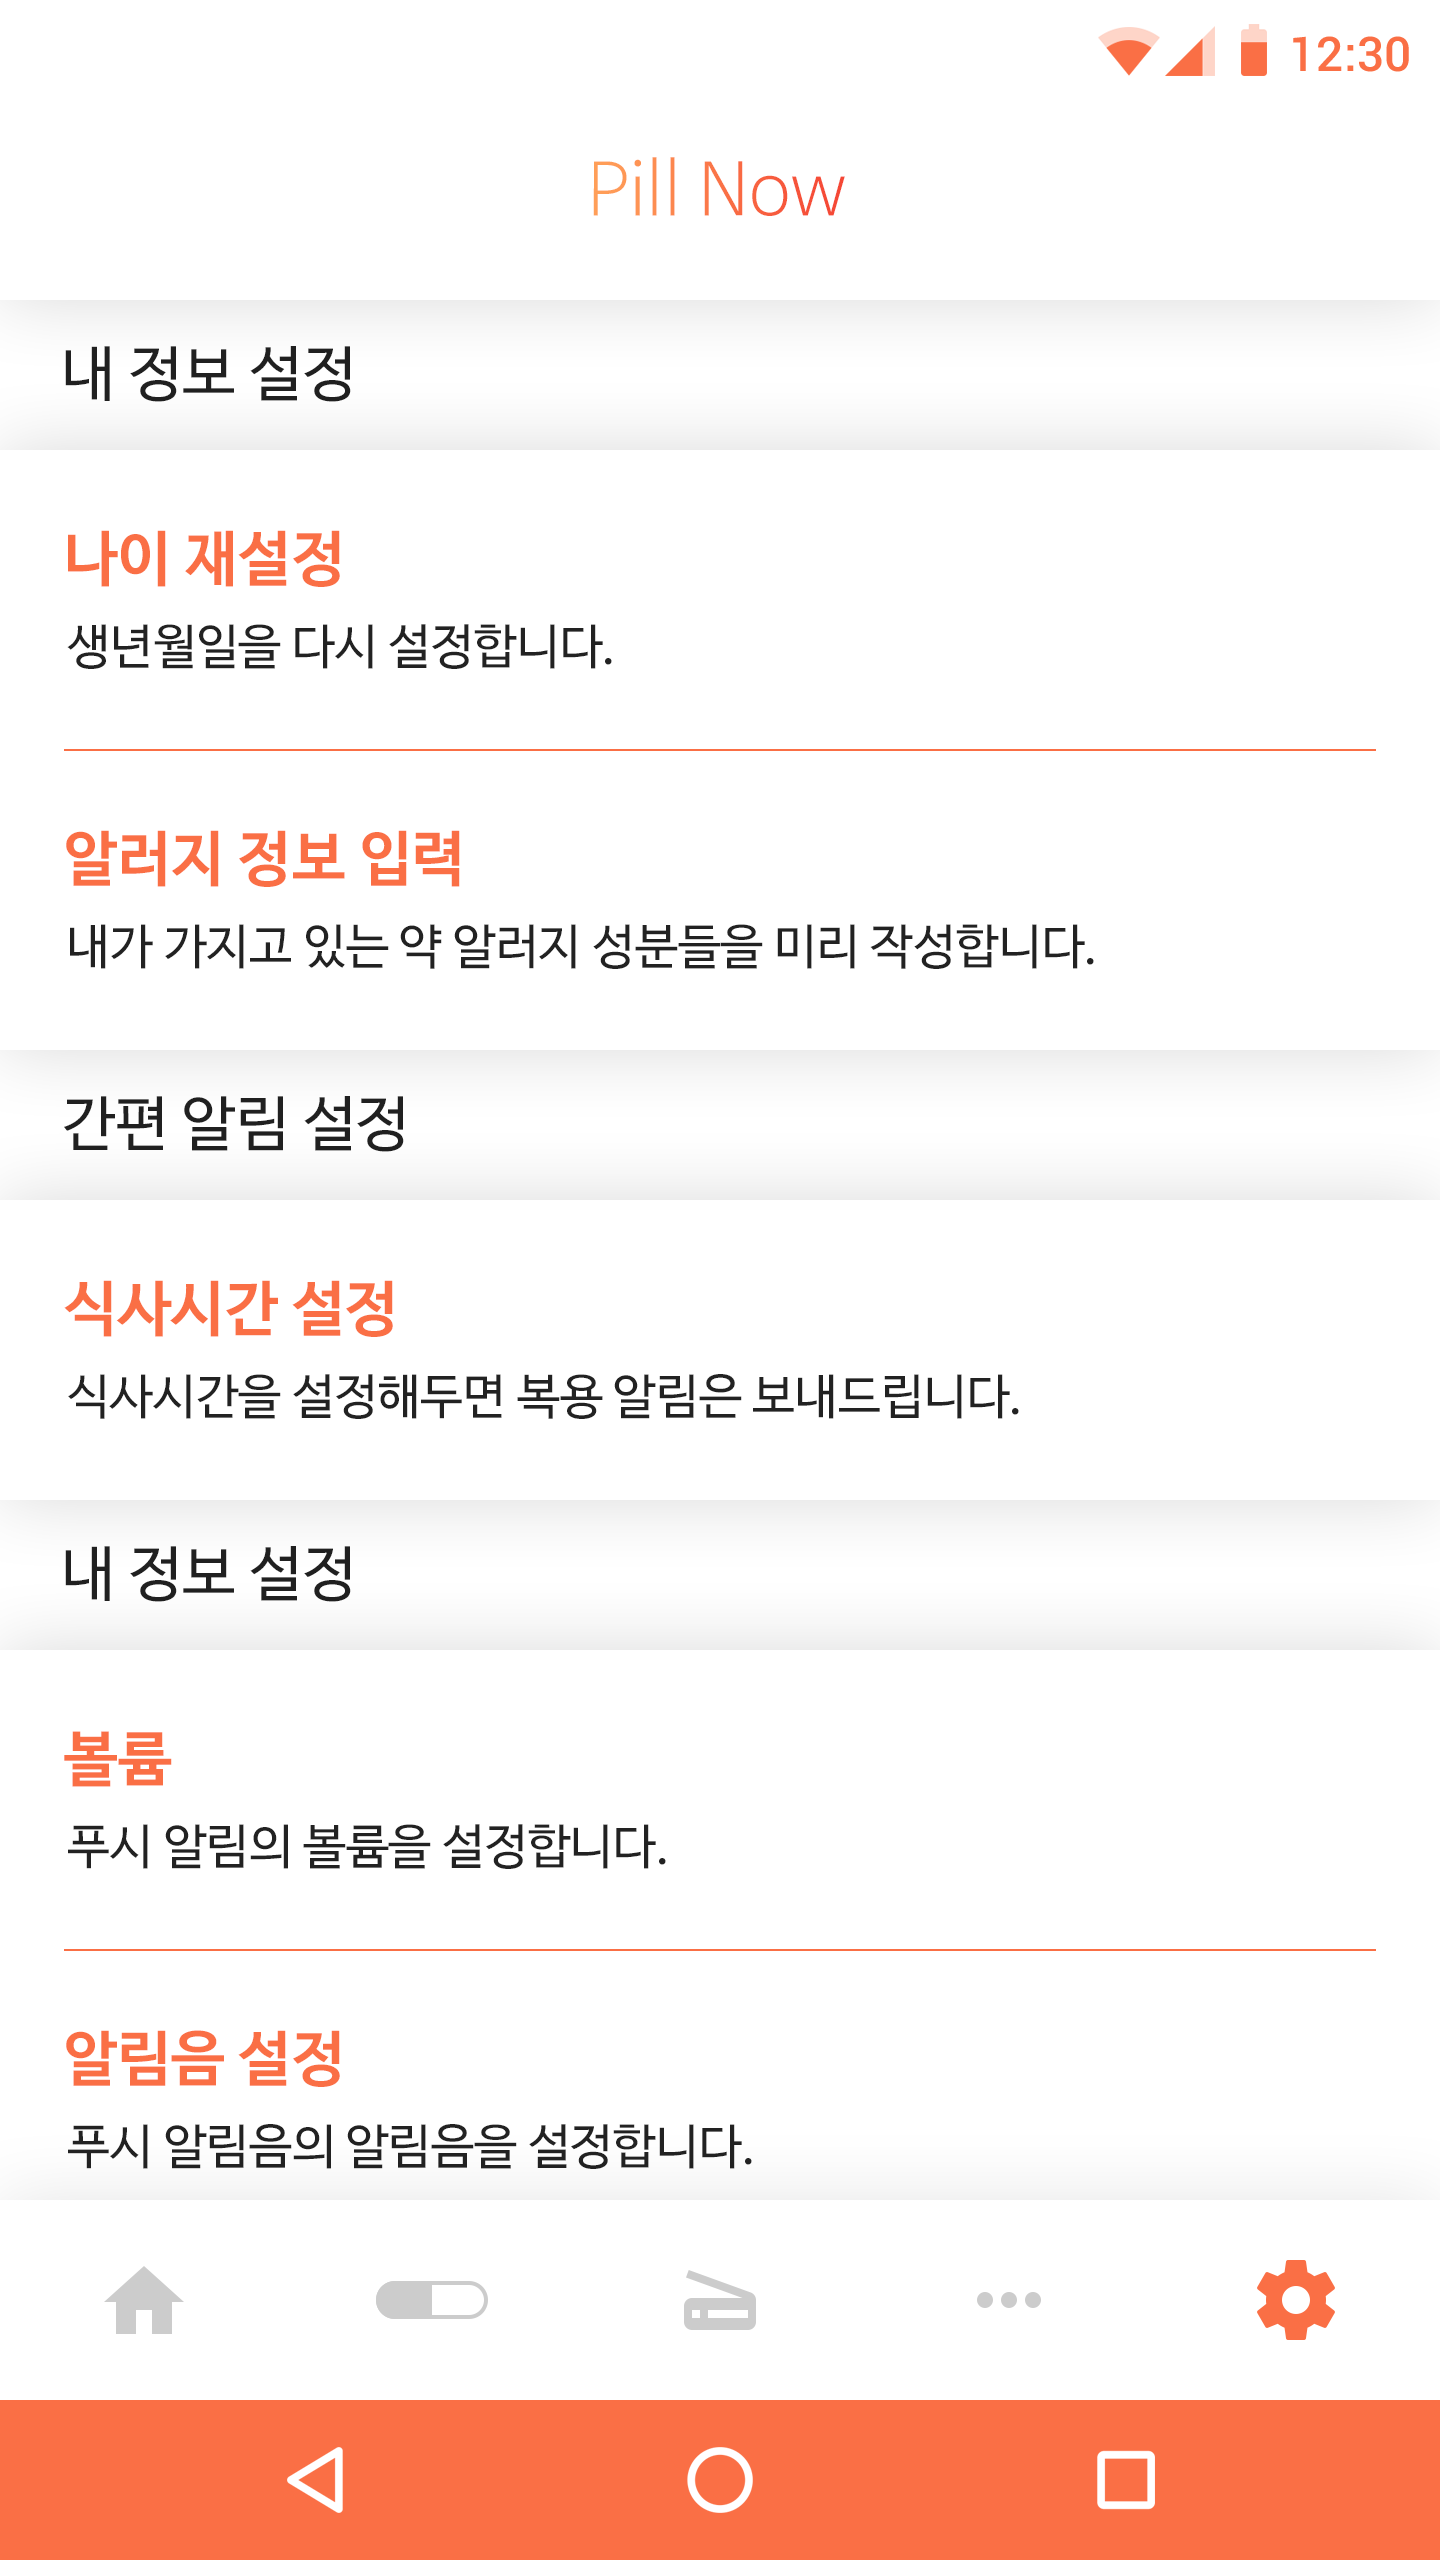 12:30
Pill Now
내 정보 설정
나이 재설정
생년월일을 다시 설정합니다.
알러지 정보 입력
내가 가지고 있는 약 알러지 성분들을 미리 작성합니다.
간편 알림 설정
식사시간 설정
식사시간을 설정해두면 복용 알림은 보내드립니다.
내 정보 설정
볼륨
푸시 알림의 볼륨을 설정합니다.
알림음 설정
푸시 알림음의 알림음을 설정합니다.